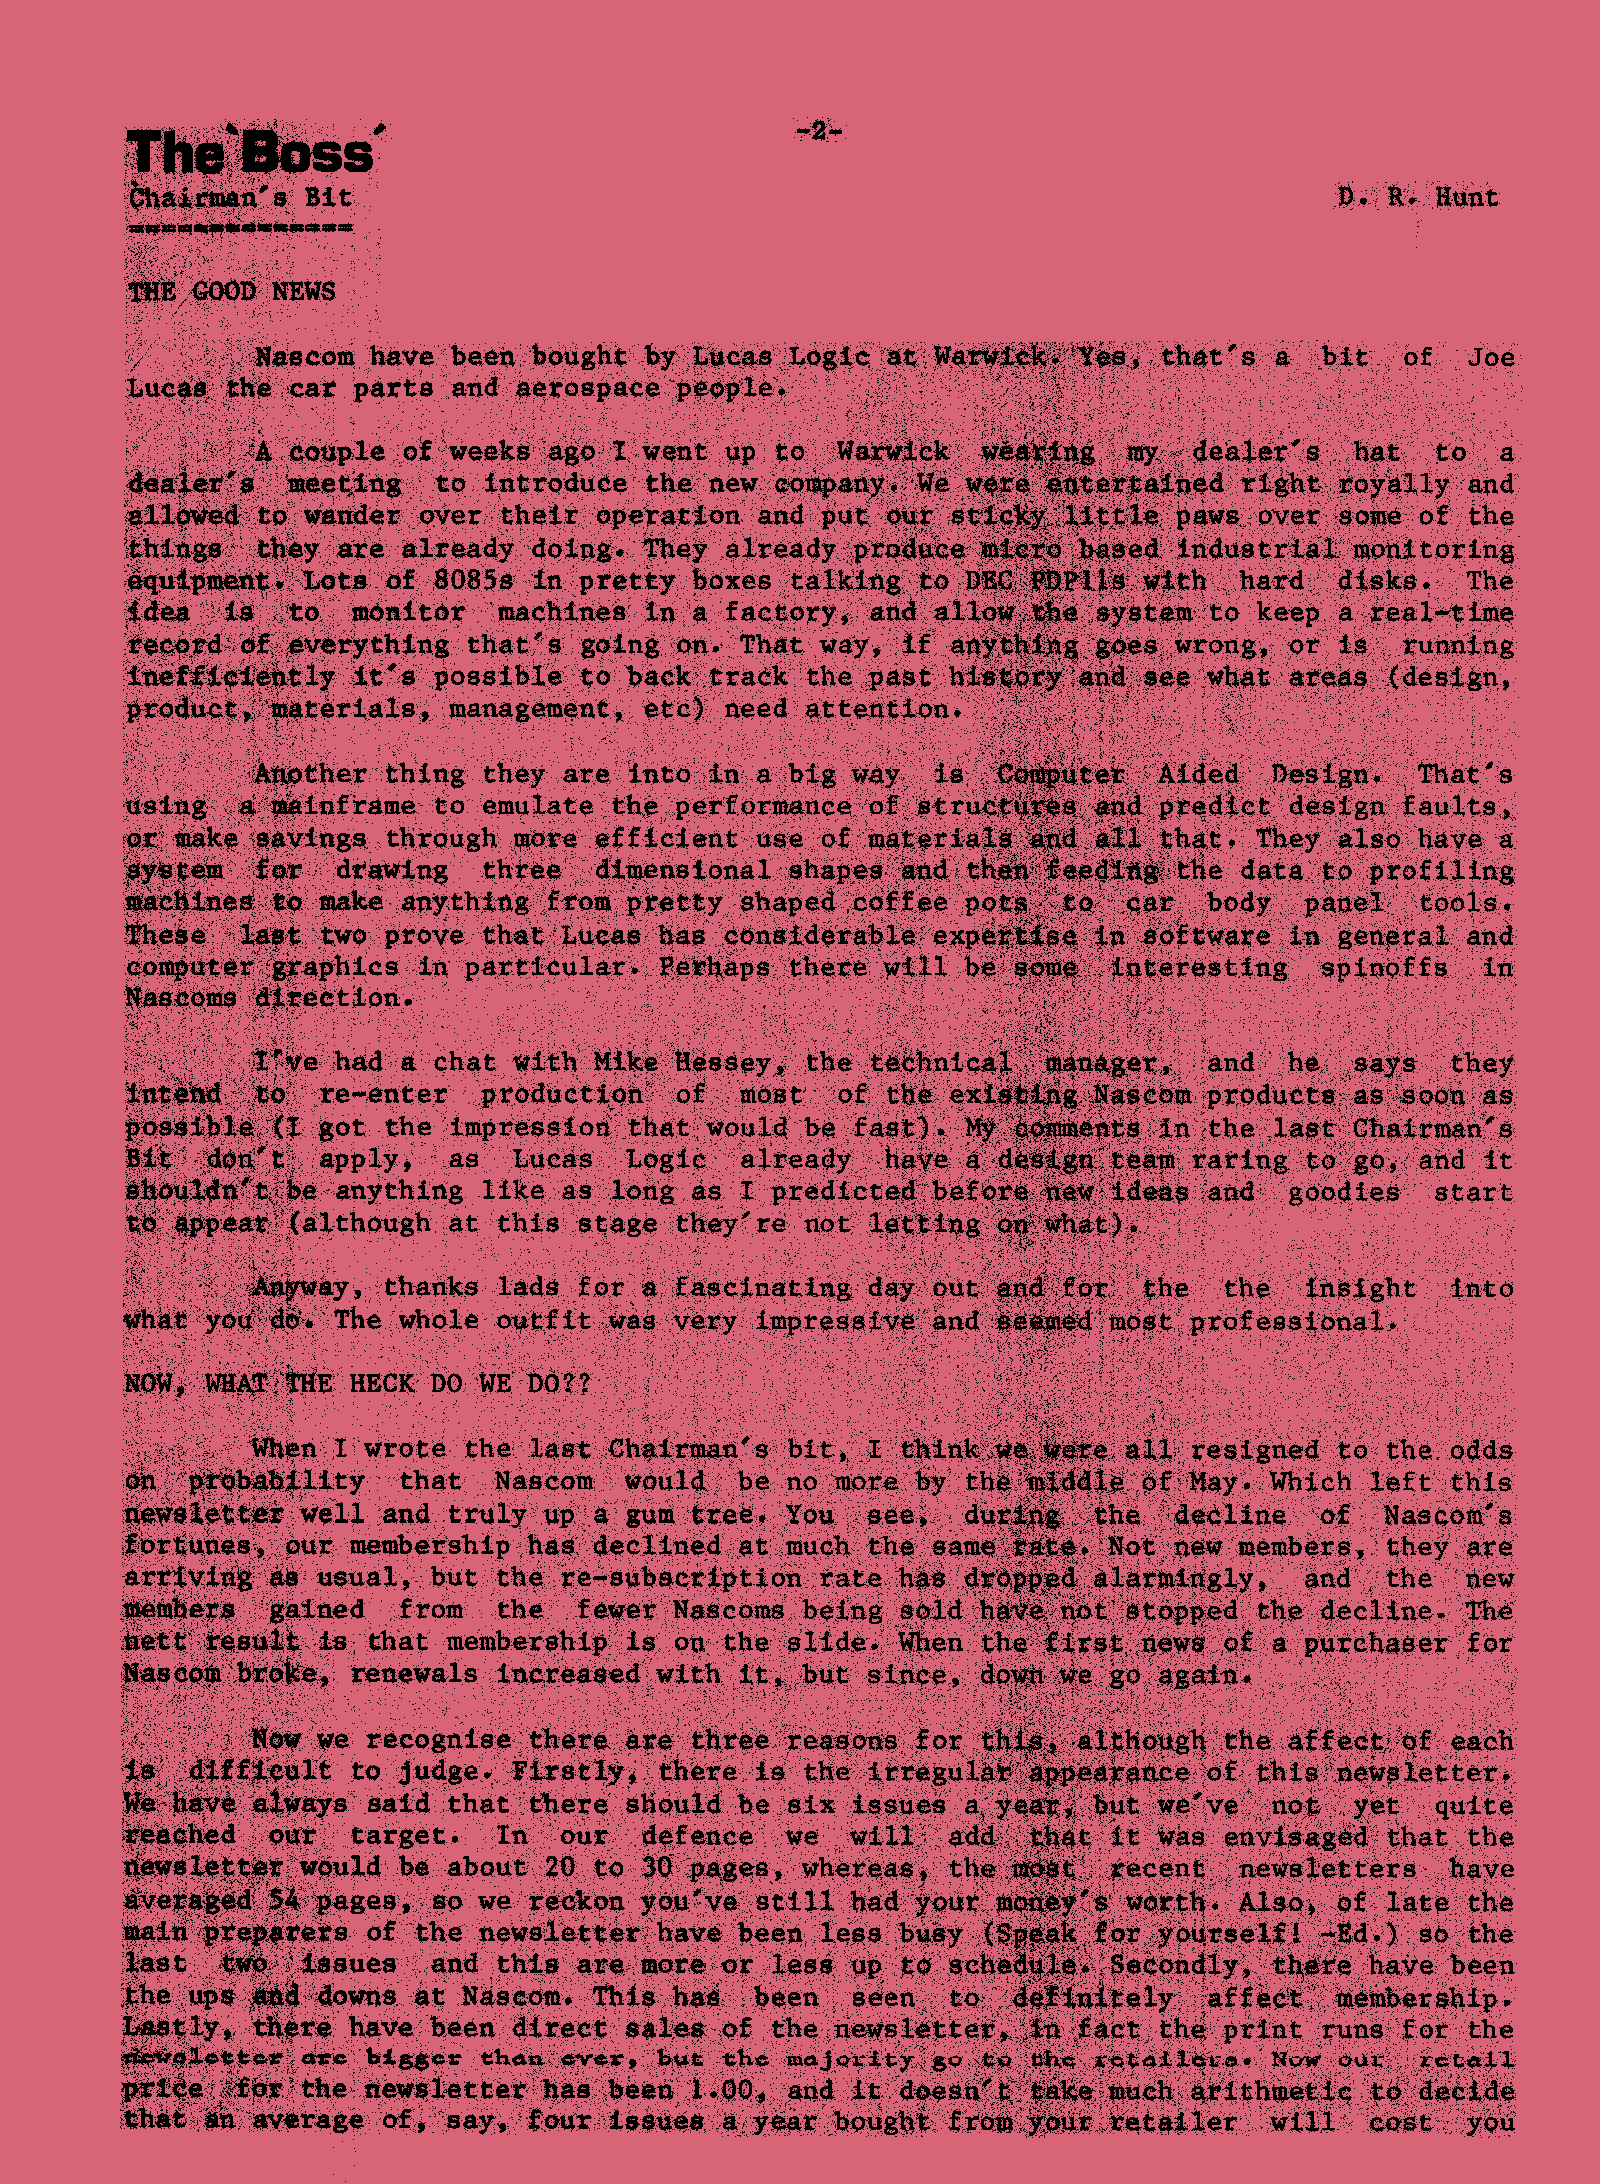 -2-
The `Boss´
`Chairman's Bit
D. R. Hunt
==============
THE GOOD NEWS
Nascom have been bought by Lucas Logic at Warwick. Yes, that's a bit of Joe
Lucas the car parts and aerospace people.
A couple of weeks ago I went up to Warwick wearing my dealer's hat to a
dealer's meeting to introduce the new company. We were entertained right royally and
allowed to wander over their operation and put our sticky little paws over some of the
things they are already doing. They already produce micro based industrial monitoring
equipment. Lots of 8085s in pretty boxes talking to DEC PDP11s with hard disks. The
idea is to monitor machines in a factory, and allow the system to keep a real-time
record of everything that's going on. That way, if anything goes wrong, or is running
inefficiently it's possible to back track the past history and see what areas (design,
product, materials, management, etc) need attention.
Another thing they are into in a big way is Computer Aided Design. That's
using a mainframe to emulate the performance of structures and predict design faults,
or make savings through more efficient use of materials and all that. They also have a
system for drawing three dimensional shapes and then feeding the data to profiling
machines to make anything from pretty shaped coffee pots to car body panel tools.
These last two prove that Lucas has considerable expertise in software in general and
computer graphics in particular. Perhaps there will be some interesting spinoffs in
Nascoms direction.
I've had a chat with Mike Hessey, the technical manager, and he says they
intend to re-enter production of most of the existing Nascom products as soon as
possible (I got the impression that would be fast). My comments in the last Chairman's
Bit don't apply, as Lucas Logic already have a design team raring to go, and it
shouldn't be anything like as long as I predicted before new ideas and goodies start
to appear (although at this stage they're not letting on what).
Anyway, thanks lads for a fascinating day out and for the the insight into
what you do. The whole outfit was very impressive and seemed most professional.
NOW, WHAT THE HECK DO WE DO??
When I wrote the last Chairman's bit, I think we were all resigned to the odds
on probability that Nascom would be no more by the middle of May. Which left this
newsletter well and truly up a gum tree. You see, during the decline of Nascom's
fortunes, our membership has declined at much the same rate. Not new members, they are
arriving as usual, but the re-subscription rate has dropped alarmingly, and the new
members gained from the fewer Nascoms being sold have not stopped the decline. The
nett result is that membership is on the slide. When the first news of a purchaser for
Nascom broke, renewals increased with it, but since, down we go again.
Now we recognise there are three reasons for this, although the affect of each
is difficult to judge. Firstly, there is the irregular appearance of this newsletter.
We have always said that there should be six issues a year, but we've not yet quite
reached our target. In our defence we will add that it was envisaged that the
newsletter would be about 20 to 30 pages, whereas, the most recent newsletters have
averaged 54 pages, so we reckon you've still had your money's worth. Also, of late the
main preparers of the newsletter have been less busy (Speak for yourself! -Ed.) so the
last two issues and this are more or less up to schedule. Secondly, there have been
the ups and downs at Nascom. This has been seen to definitely affect membership.
Lastly, there have been direct sales of the newsletter, in fact the print runs for the
newsletter are bigger than ever, but the majority go to the retailers. Now our retail
price for the newsletter has been 1.00, and it doesn't take much arithmetic to decide
that an average of, say, four issues a year bought from your retailer will cost you